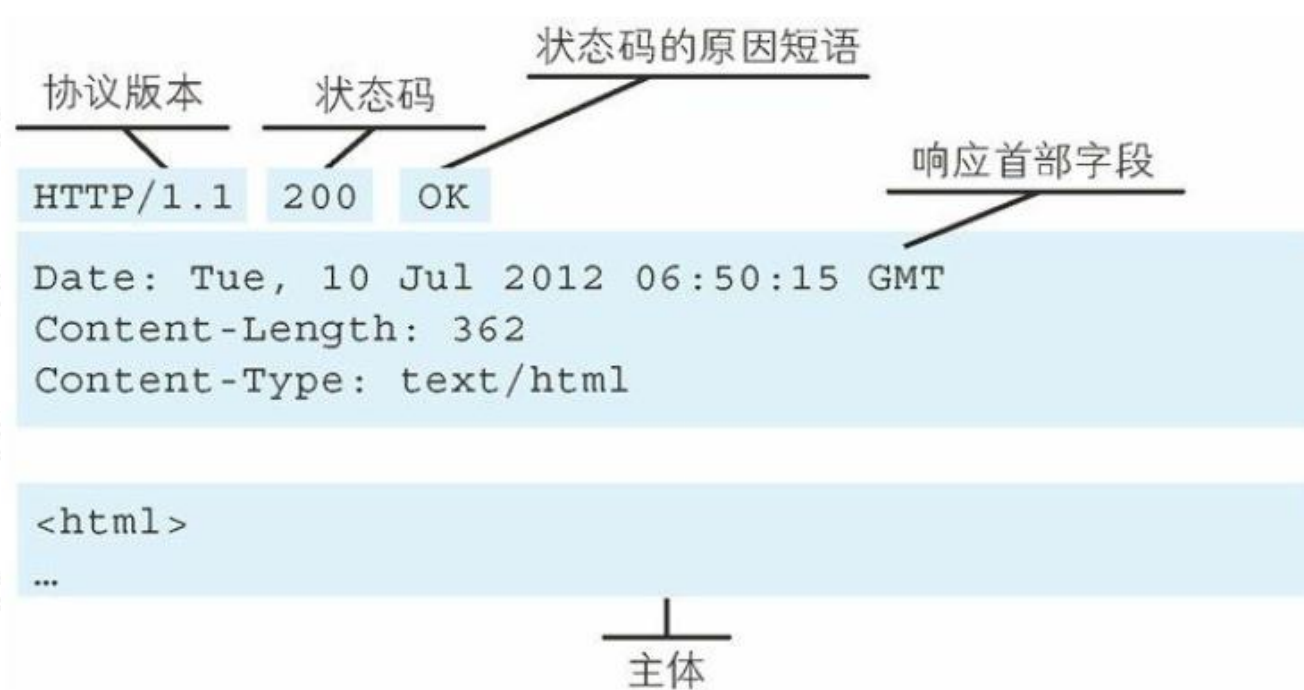 状态码的原因短语
协议版本 状态码
响应首部字段
HTTP/1.1 200 OK
Date: Tue, 10 Jul 2012 06:50:15 GMT
Content-Length: 362
Content-Type: text/html
<html>
…
主体